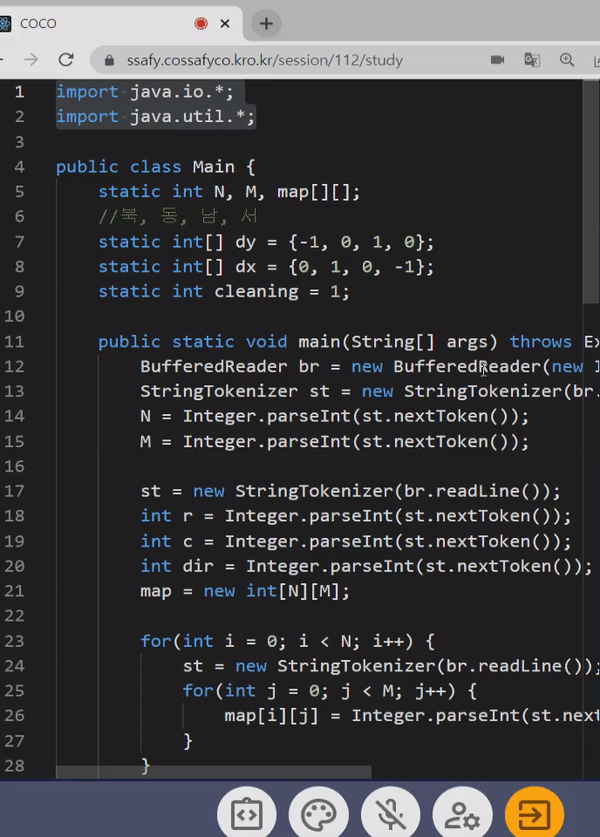 COCO
ssafy.cossafyco.kro.kr/session/112/study
1 import java.io.*;
2 import java.util.*;
3
4 public class Main {
5 static int N, M, map[][];
6 //북, 동, 남, 서
7 static int[] dy = {-1, 0, 1, 0};
8 static int[] dx = {0, 1, 0, -1};
9 static int cleaning = 1;
10
11 public static void main(String[] args) throws Ex
12 BufferedReader br = new BufferedReader(new I
13 StringTokenizer st = new StringTokenizer(br.
14 N = Integer.parseInt(st.nextToken());
15 M = Integer.parseInt(st.nextToken());
16
17 st = new StringTokenizer(br.readLine());
18 int r = Integer.parseInt(st.nextToken());
19 int c = Integer.parseInt(st.nextToken());
20 int dir = Integer.parseInt(st.nextToken());
21 map = new int[N][M];
22
23 for(int i = 0; i < N; i++) {
24 st = new StringTokenizer(br.readLine());
25 for(int j = 0; j < M; j++) {
26 map[i][j] = Integer.parseInt(st.next
27 }
28 }